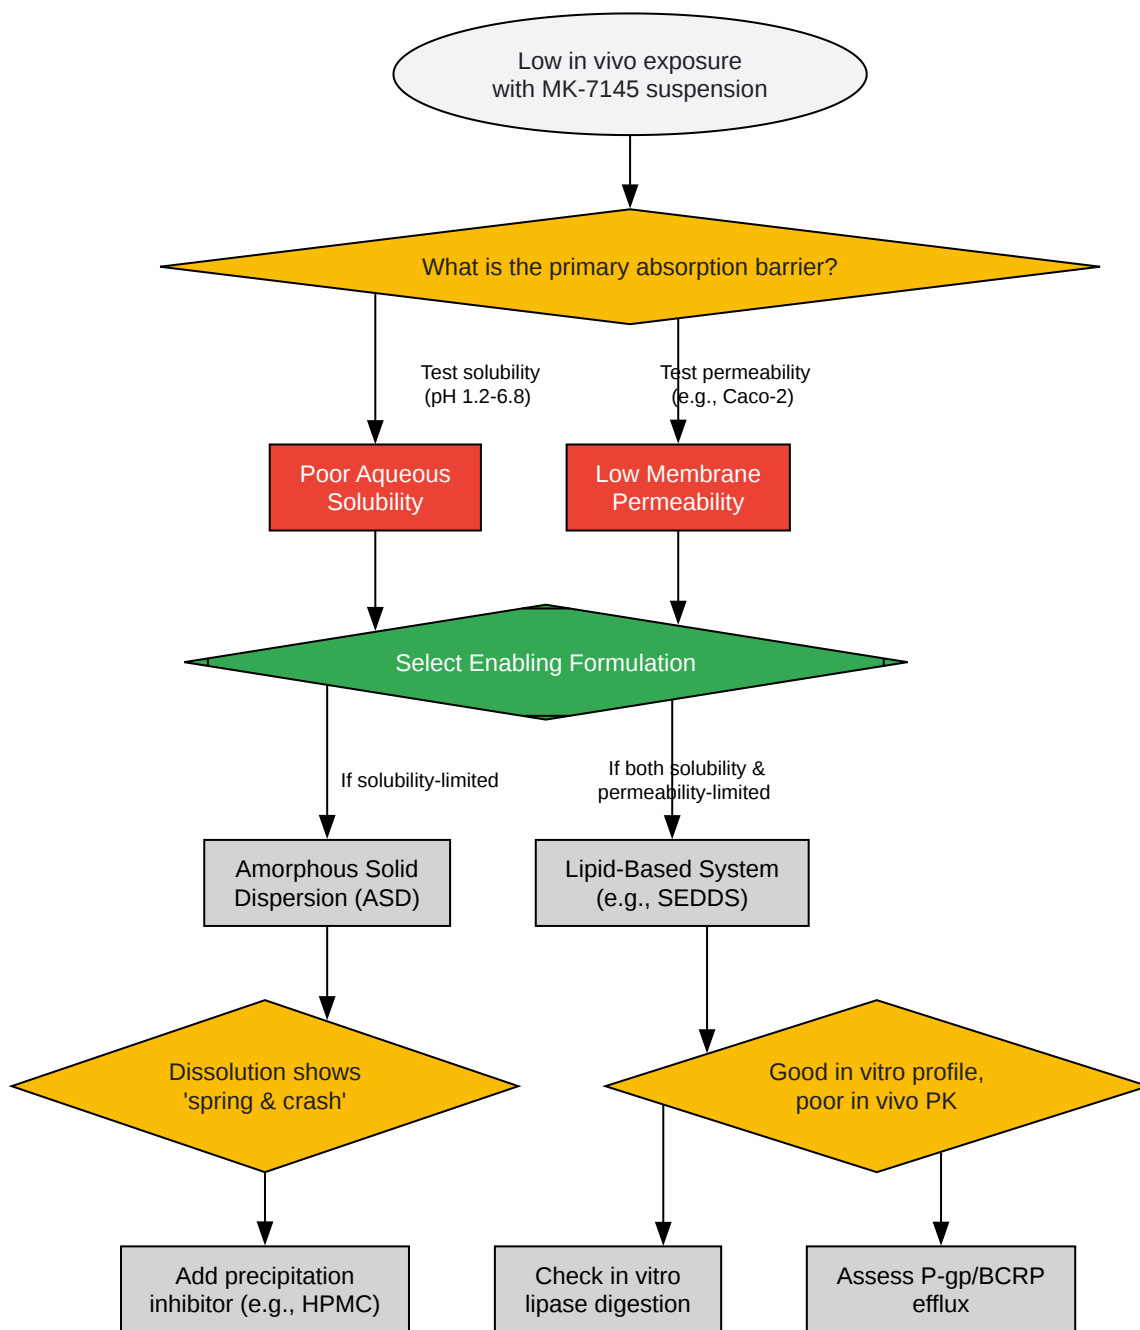 Low in vivo exposure
with MK-7145 suspension
What is the primary absorption barrier?
Test solubility
(pH 1.2-6.8)
Test permeability
(e.g., Caco-2)
Poor Aqueous
Solubility
Low Membrane
Permeability
Select Enabling Formulation
If solubility-limited
If both solubility &
permeability-limited
Amorphous Solid
Dispersion (ASD)
Lipid-Based System
(e.g., SEDDS)
Dissolution shows
'spring & crash'
Good in vitro profile,
poor in vivo PK
Add precipitation
inhibitor (e.g., HPMC)
Check in vitro
lipase digestion
Assess P-gp/BCRP
efflux